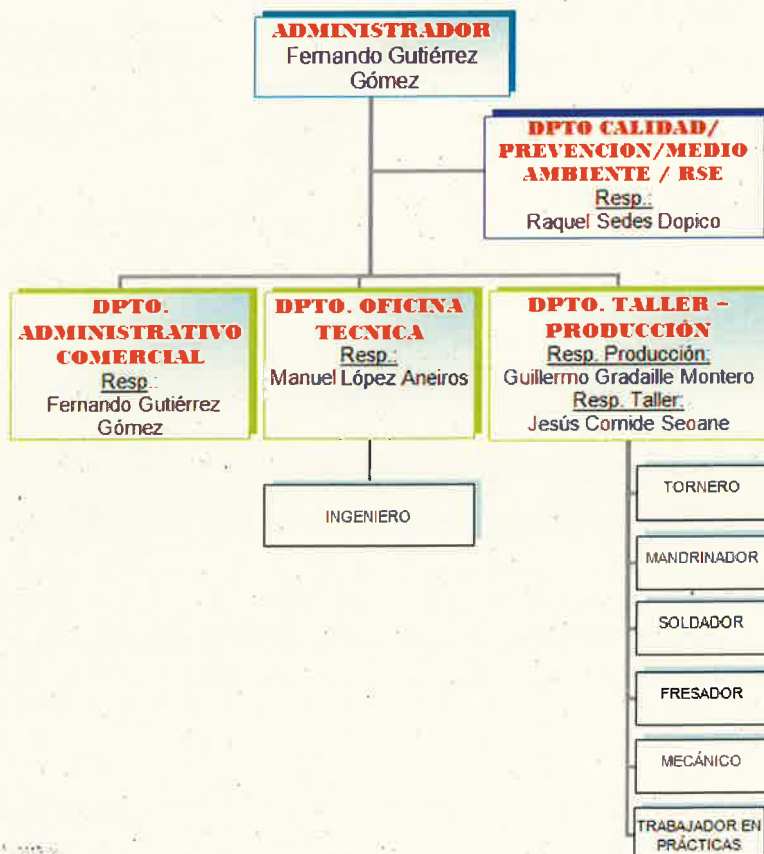 ADMINISTRADOR
Fernando Gutiérrez
Gómez
DPTO CALIDAD/
PREVENCION/MEDIO
AMBIENTE / RSE
Resp.:
Raquel Sedes Dopico
DPTO.
ADMINISTRATIVO
COMERCIAL
Resp.:
Fernando Gutiérrez
Gómez
DPTO. OFICINA
TECNICA
Resp.:
Manuel López Aneiros
DPTO. TALLER –
PRODUCCIÓN
Resp. Producción:
Guillermo Gradaille Montero
Resp. Taller:
Jesús Cornide Seoane
INGENIERO
TORNERO
MANDRINADOR
SOLDADOR
FRESADOR
MECÁNICO
TRABAJADOR EN
PRÁCTICAS